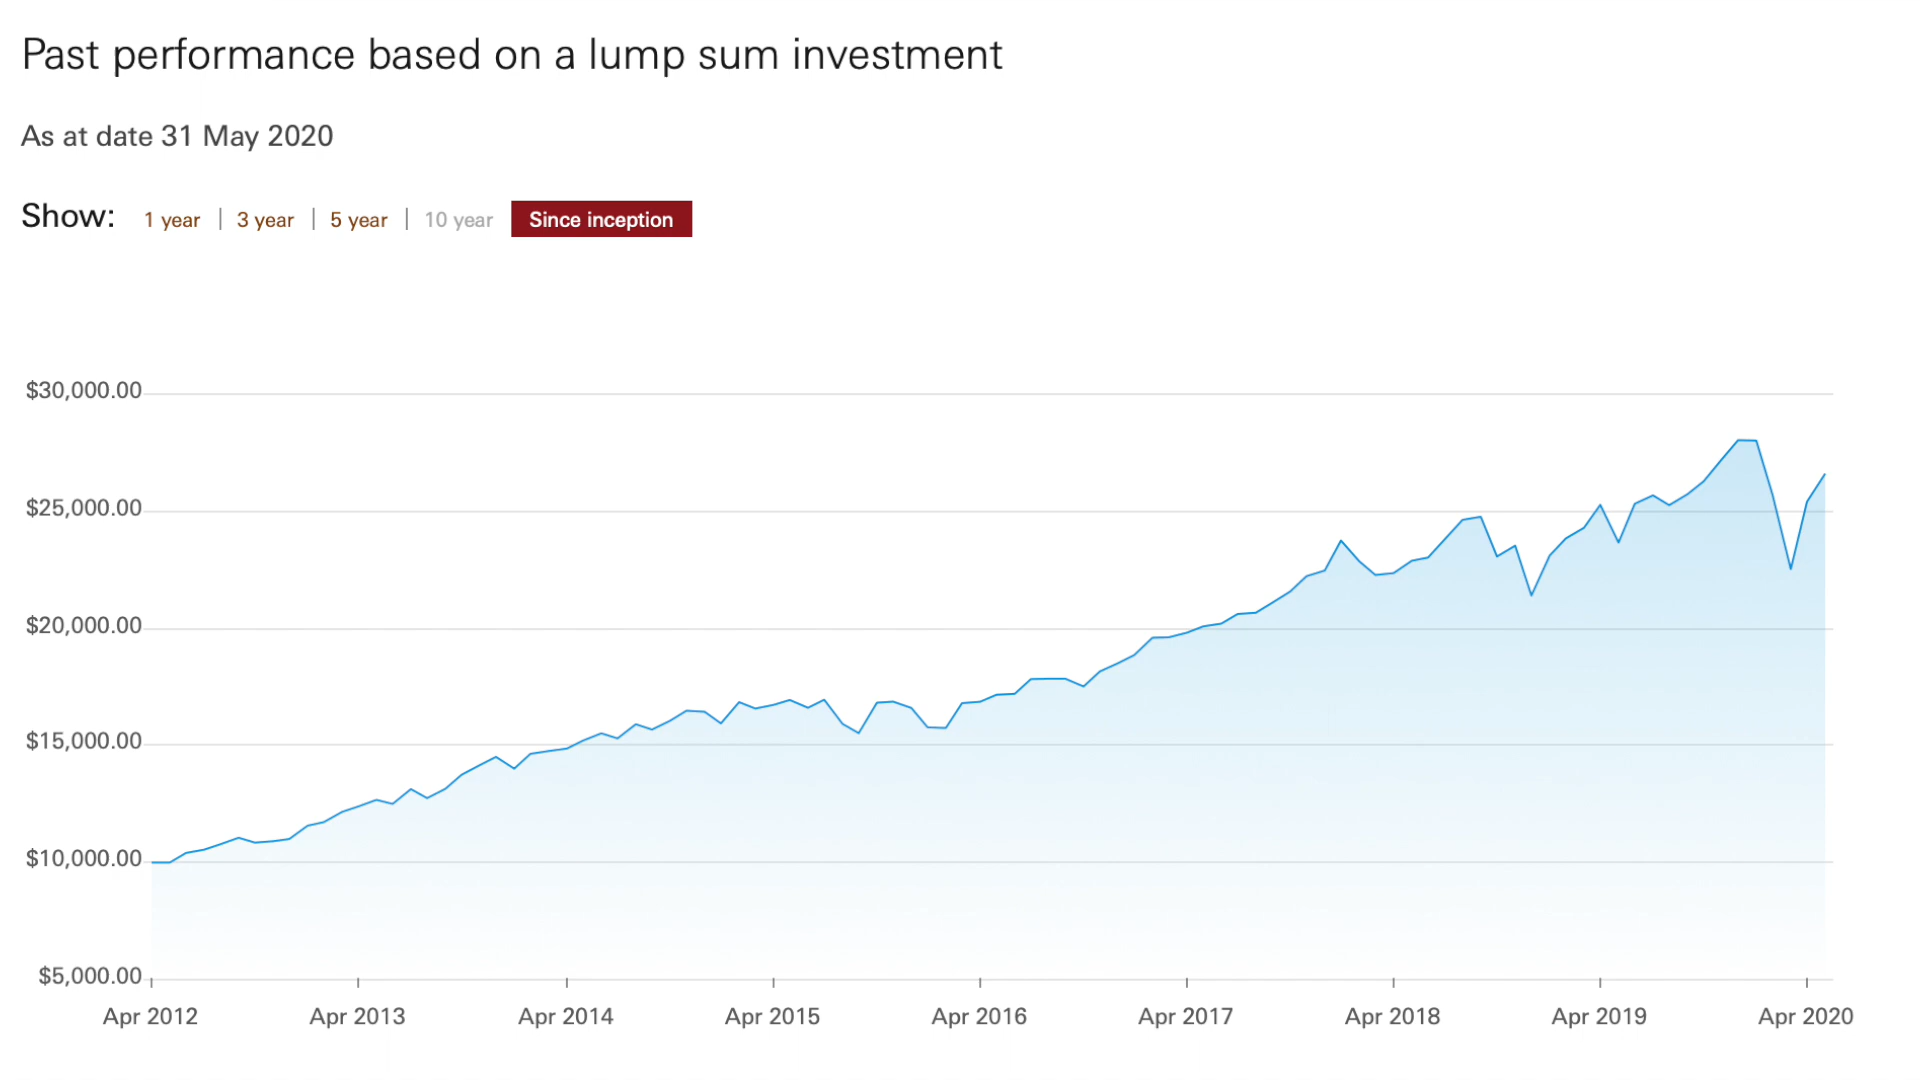 Past performance based on a lump sum investment
As at date 31 May 2020
Show: 1 year | 3 year | 5 year | 10 year Since inception
$30,000.00
$25,000.00
$20,000.00
$15,000.00
$10,000.00
$5,000.00
Apr 2012 Apr 2013 Apr 2014 Apr 2015 Apr 2016 Apr 2017 Apr 2018 Apr 2019 Apr 2020